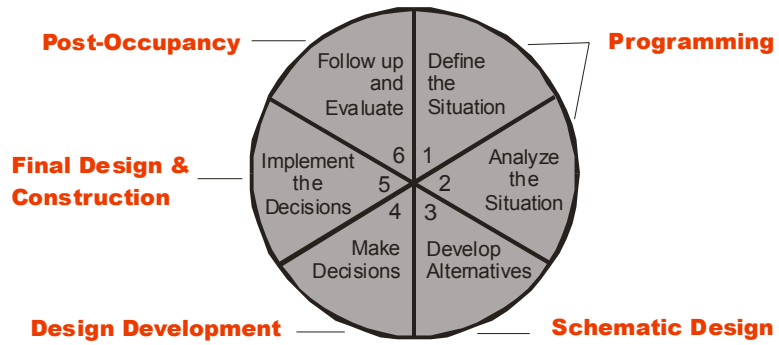 Post-Occupancy
Programming
Follow up
and
Evaluate
6
Define
the
Situation
1
Analyze
the
Situation
2
Develop
Alternatives
3
Make
Decisions
4
Implement
the
Decisions
5
Final Design &
Construction
Design Development
Schematic Design